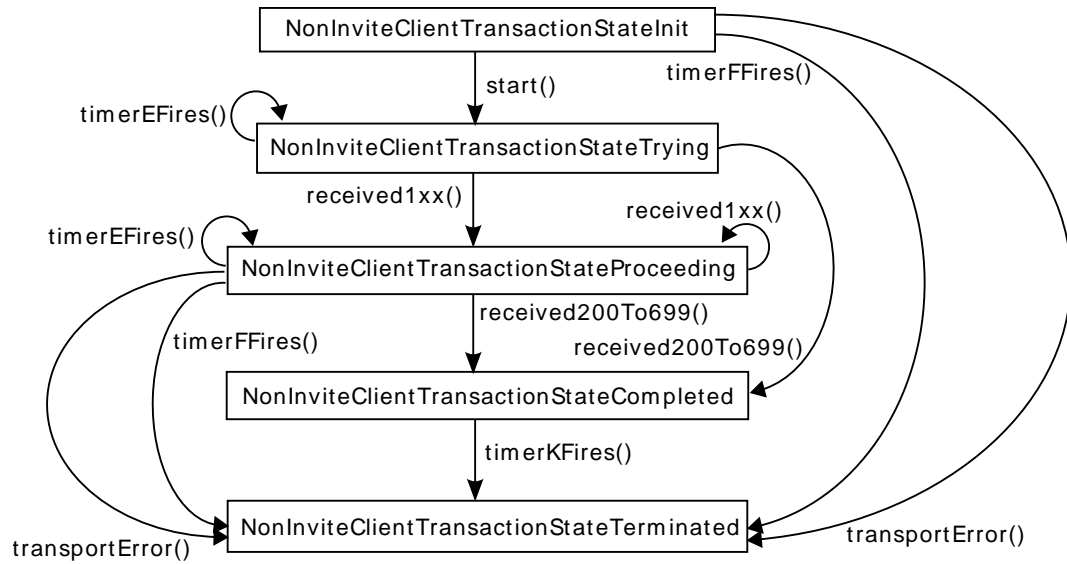 NonInviteClientTransactionStateInit
timerFFires()
start()
timerEFires()
NonInviteClientTransactionStateTrying
received1xx()
received1xx()
timerEFires()
NonInviteClientTransactionStateProceeding
received200To699()
timerFFires()
received200To699()
NonInviteClientTransactionStateCompleted
timerKFires()
NonInviteClientTransactionStateTerminated
transportError()
transportError()